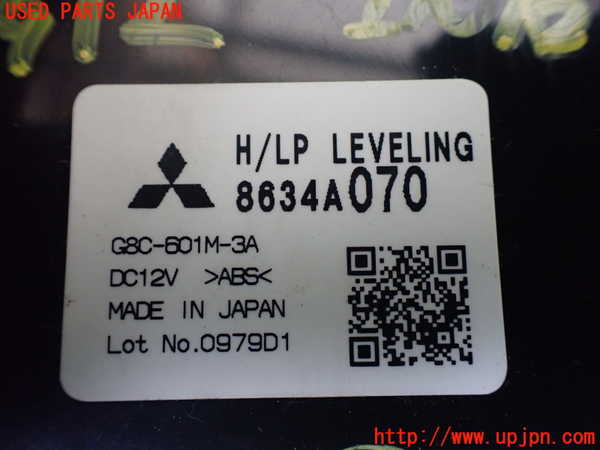 USED PARTS JAPAN
H/LP LEVELING
8634A070
G8C-601M-3A
DC12V >ABS<
MADE IN JAPAN
Lot No.0979D1
http://www.upjpn.com/